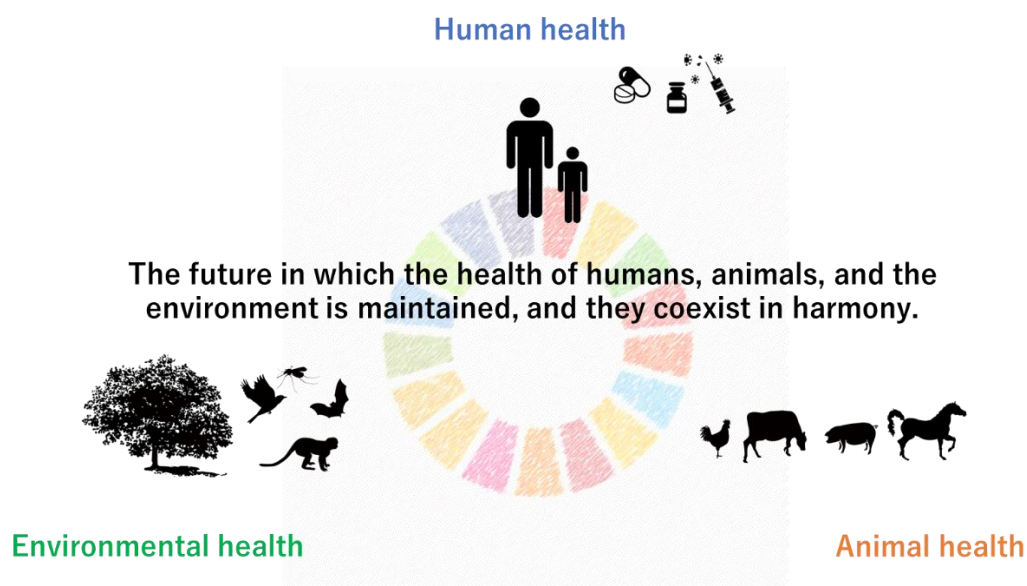 Human health
The future in which the health of humans, animals, and the
environment is maintained, and they coexist in harmony.
Environmental health
Animal health